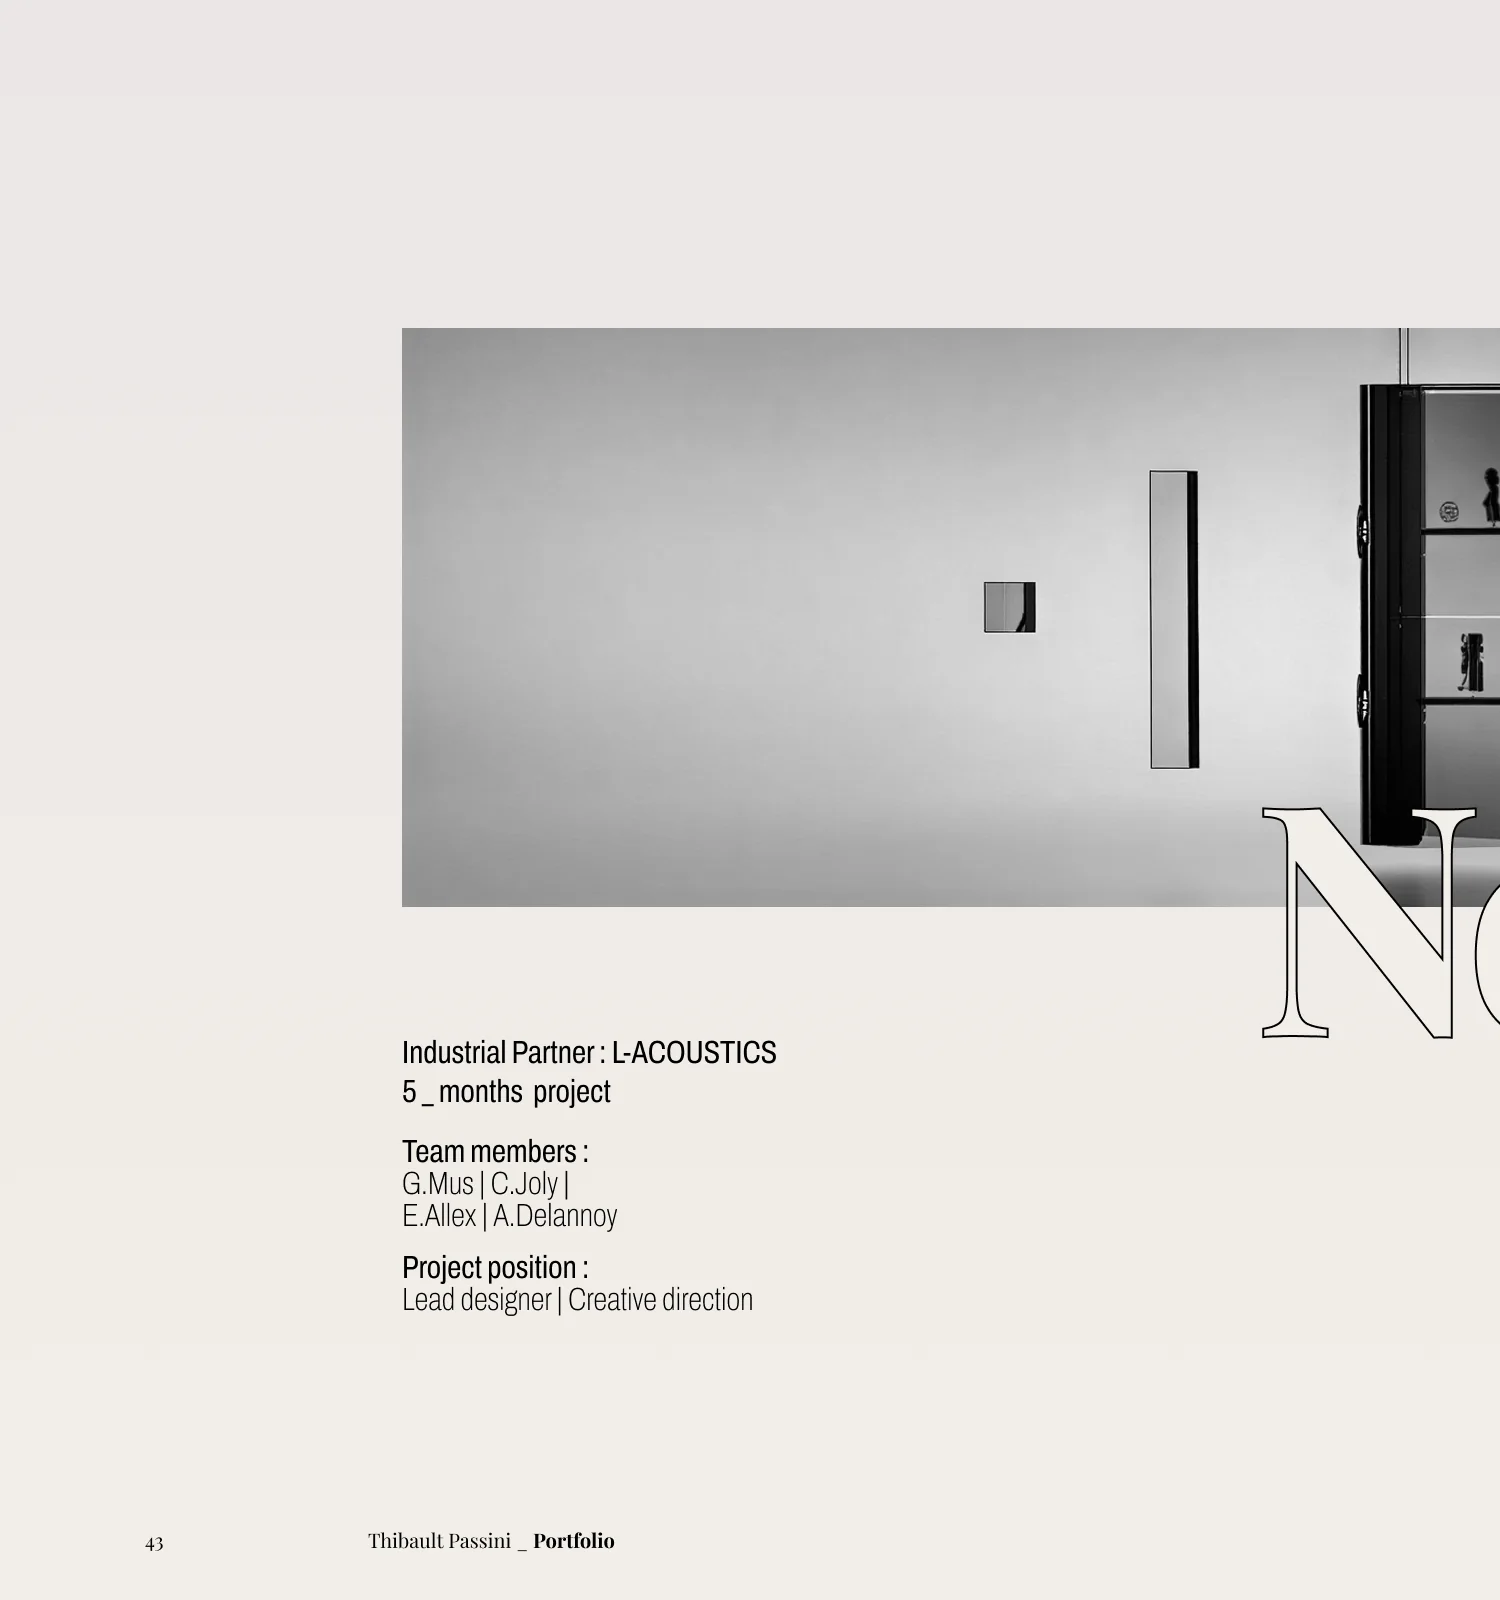 Industrial Partner : L-ACOUSTICS
5 _ months project
Team members :
G.Mus | C.Joly |
E.Allex | A.Delannoy
Project position :
Lead designer | Creative direction
43
Thibault Passini _ Portfolio